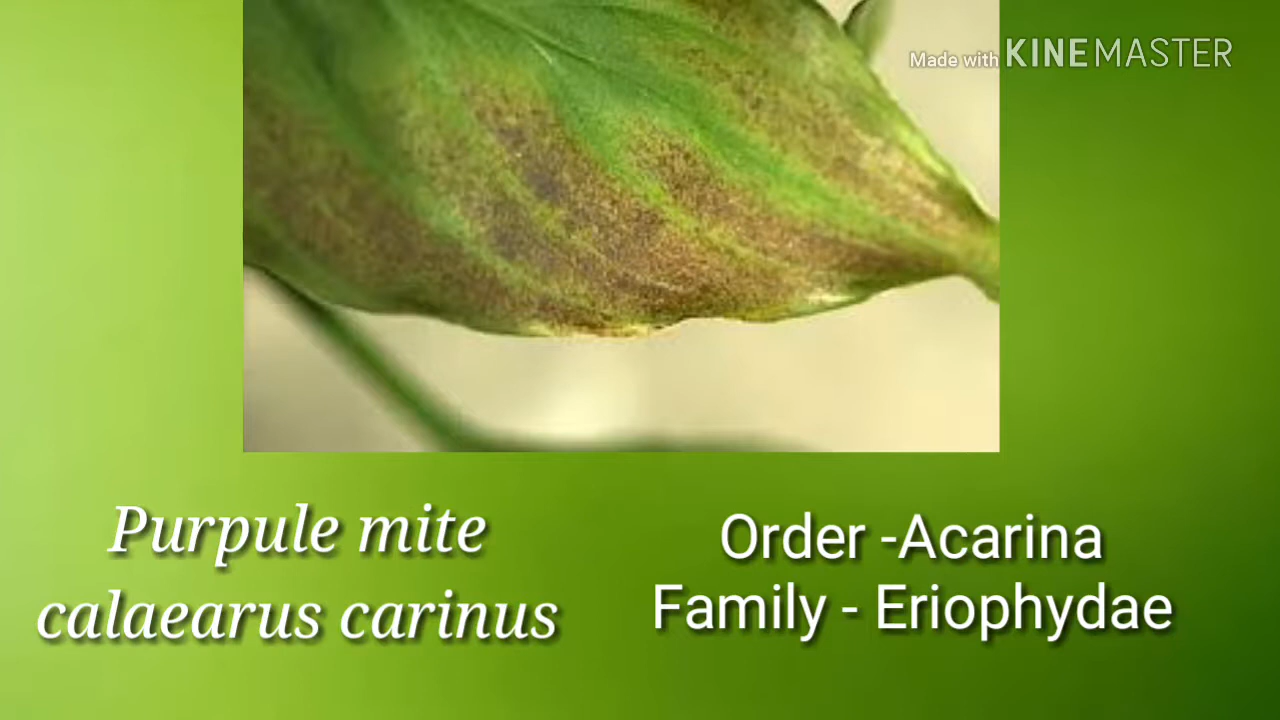 Made with KINEMASTER
Purpule mite
calaearus carinus
Order -Acarina
Family - Eriophydae